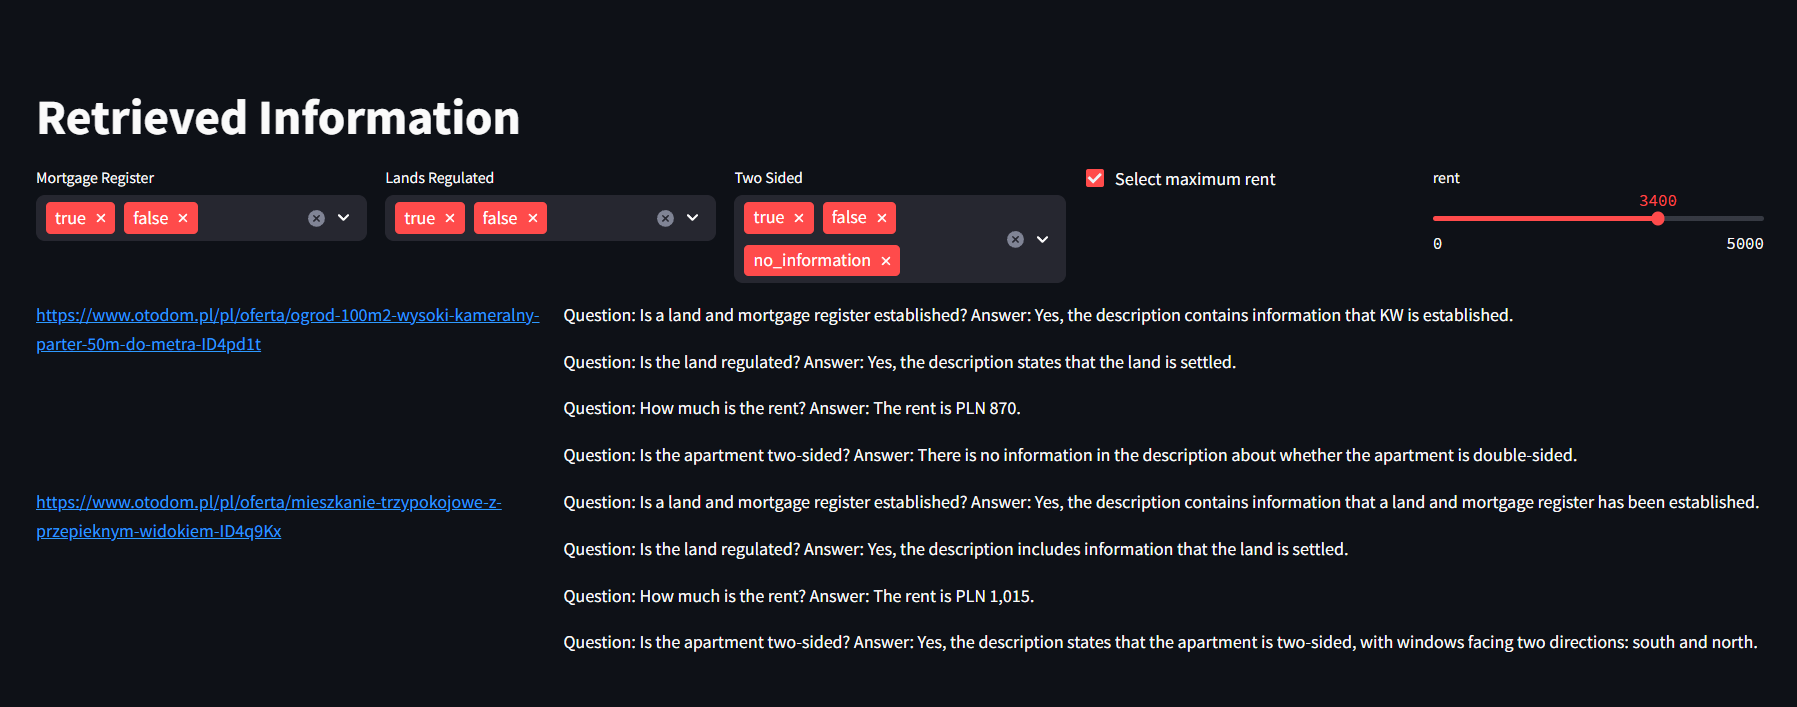 Retrieved Information
Mortgage Register
Lands Regulated
Two Sided
Select maximum rent
rent
true
false
true
false
true
false
no_information
3400
0
5000
https://www.otodom.pl/pl/oferta/ogrod-100m2-wysoki-kameralny-
parter-50m-do-metra-ID4pd1t
Question: Is a land and mortgage register established? Answer: Yes, the description contains information that KW is established.
Question: Is the land regulated? Answer: Yes, the description states that the land is settled.
Question: How much is the rent? Answer: The rent is PLN 870.
Question: Is the apartment two-sided? Answer: There is no information in the description about whether the apartment is double-sided.
https://www.otodom.pl/pl/oferta/mieszkanie-trzypokojowe-z-
przepieknym-widokiem-ID4q9Kx
Question: Is a land and mortgage register established? Answer: Yes, the description contains information that a land and mortgage register has been established.
Question: Is the land regulated? Answer: Yes, the description includes information that the land is settled.
Question: How much is the rent? Answer: The rent is PLN 1,015.
Question: Is the apartment two-sided? Answer: Yes, the description states that the apartment is two-sided, with windows facing two directions: south and north.